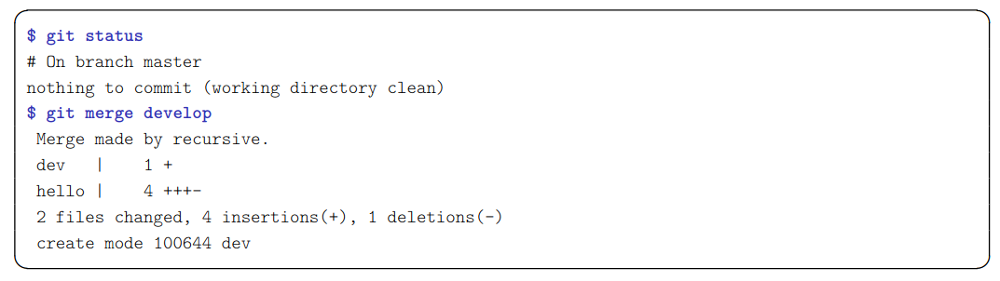 $ git status
# On branch master
nothing to commit (working directory clean)
$ git merge develop
Merge made by recursive.
dev   |    1 +
hello |    4 +++-
2 files changed, 4 insertions(+), 1 deletions(-)
create mode 100644 dev